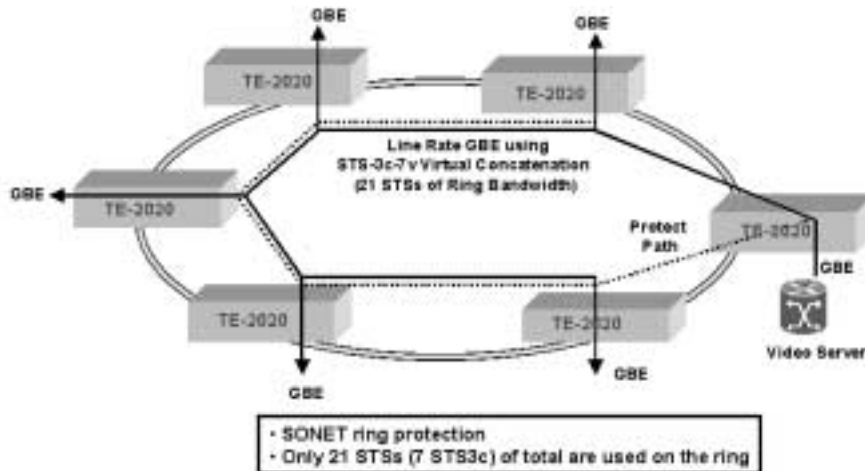 GBE
GBE
TE-2020
TE-2020
Line Rate GBE using
STS-3c-7v Virtual Concatenation
(21 STSs of Ring Bandwidth)
GBE
TE-2020
Protect
Path
TE-2020
GBE
TE-2020
TE-2020
Video Server
GBE
GBE
• SONET ring protection
• Only 21 STSs (7 STS3c) of total are used on the ring